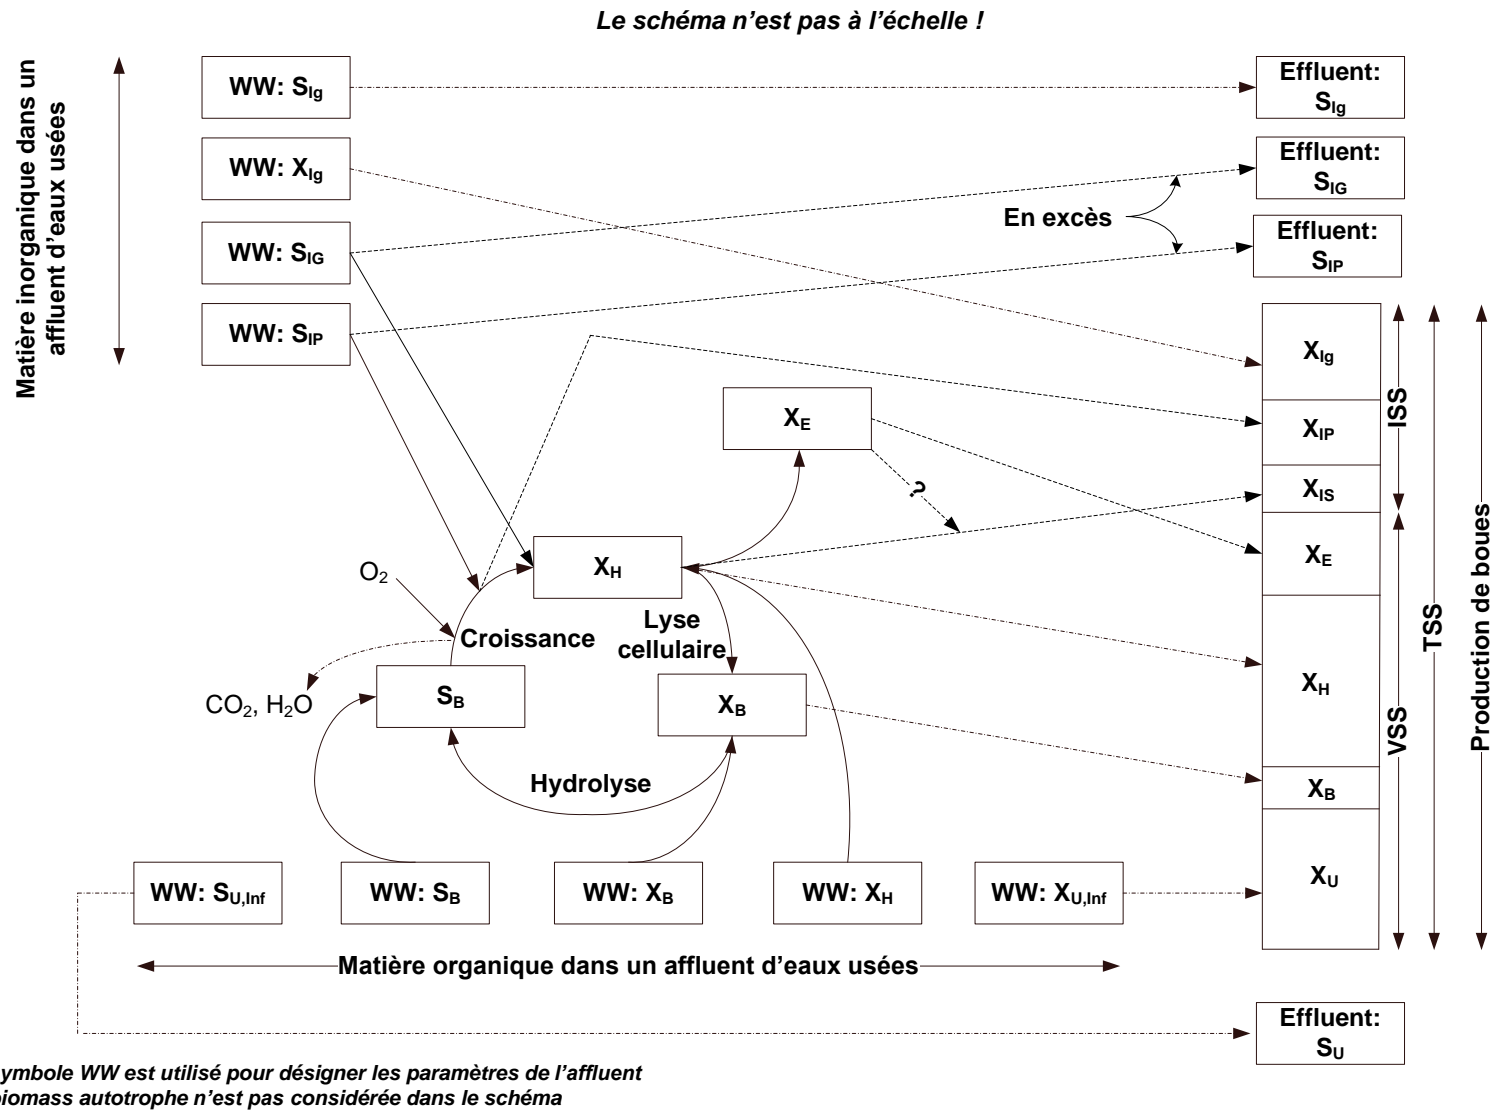 Le schéma n'est pas à l'échelle !
Matière inorganique dans un
affluent d'eaux usées
WW: SIg
WW: XIg
WW: SIG
WW: SIP
Effluent:
SIg
Effluent:
SIG
En excès
Effluent:
SIP
XIg
XIP
XIS
XE
XH
XB
XU
ISS
VSS
TSS
Production de boues
XE
?
XH
O2
Croissance
Lyse
cellulaire
CO2, H2O
SB
XB
Hydrolyse
WW: SU,Inf
WW: SB
WW: XB
WW: XH
WW: XU,Inf
Matière organique dans un affluent d'eaux usées
Effluent:
SU
ymbole WW est utilisé pour désigner les paramètres de l'affluent
biomass autotrophe n'est pas considérée dans le schéma